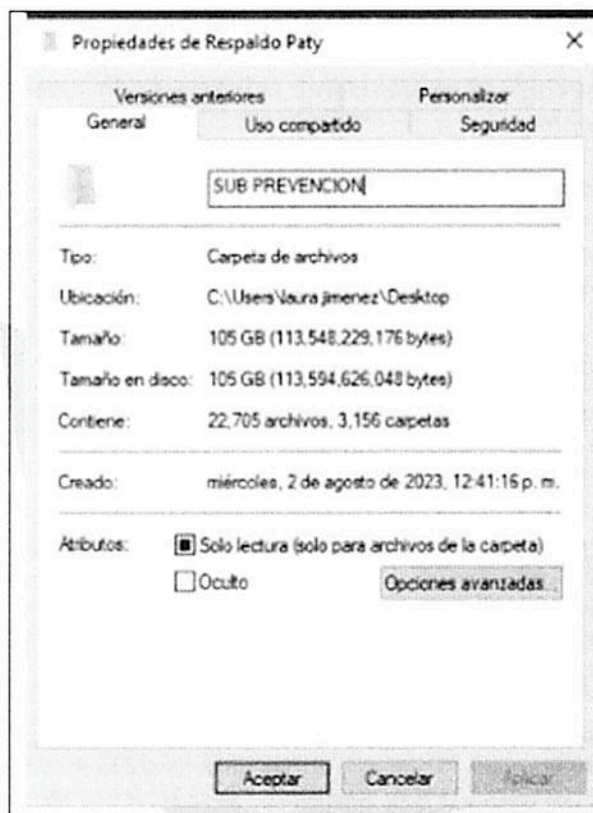 Propiedades de Respaldo Paty
Versiones anteriores Personalizar
General Uso compartido Seguridad
SUB PREVENCION
Tipo: Carpeta de archivos
Ubicación: C:\Users\laura jimenez\Desktop
Tamaño: 105 GB (113,548,229,176 bytes)
Tamaño en disco: 105 GB (113,594,626,048 bytes)
Contiene: 22,705 archivos, 3,156 carpetas
Creado: miércoles, 2 de agosto de 2023, 12:41:16 p. m.
Atributos: Solo lectura (solo para archivos de la carpeta)
Oculto Opciones avanzadas...
Aceptar Cancelar Aplicar